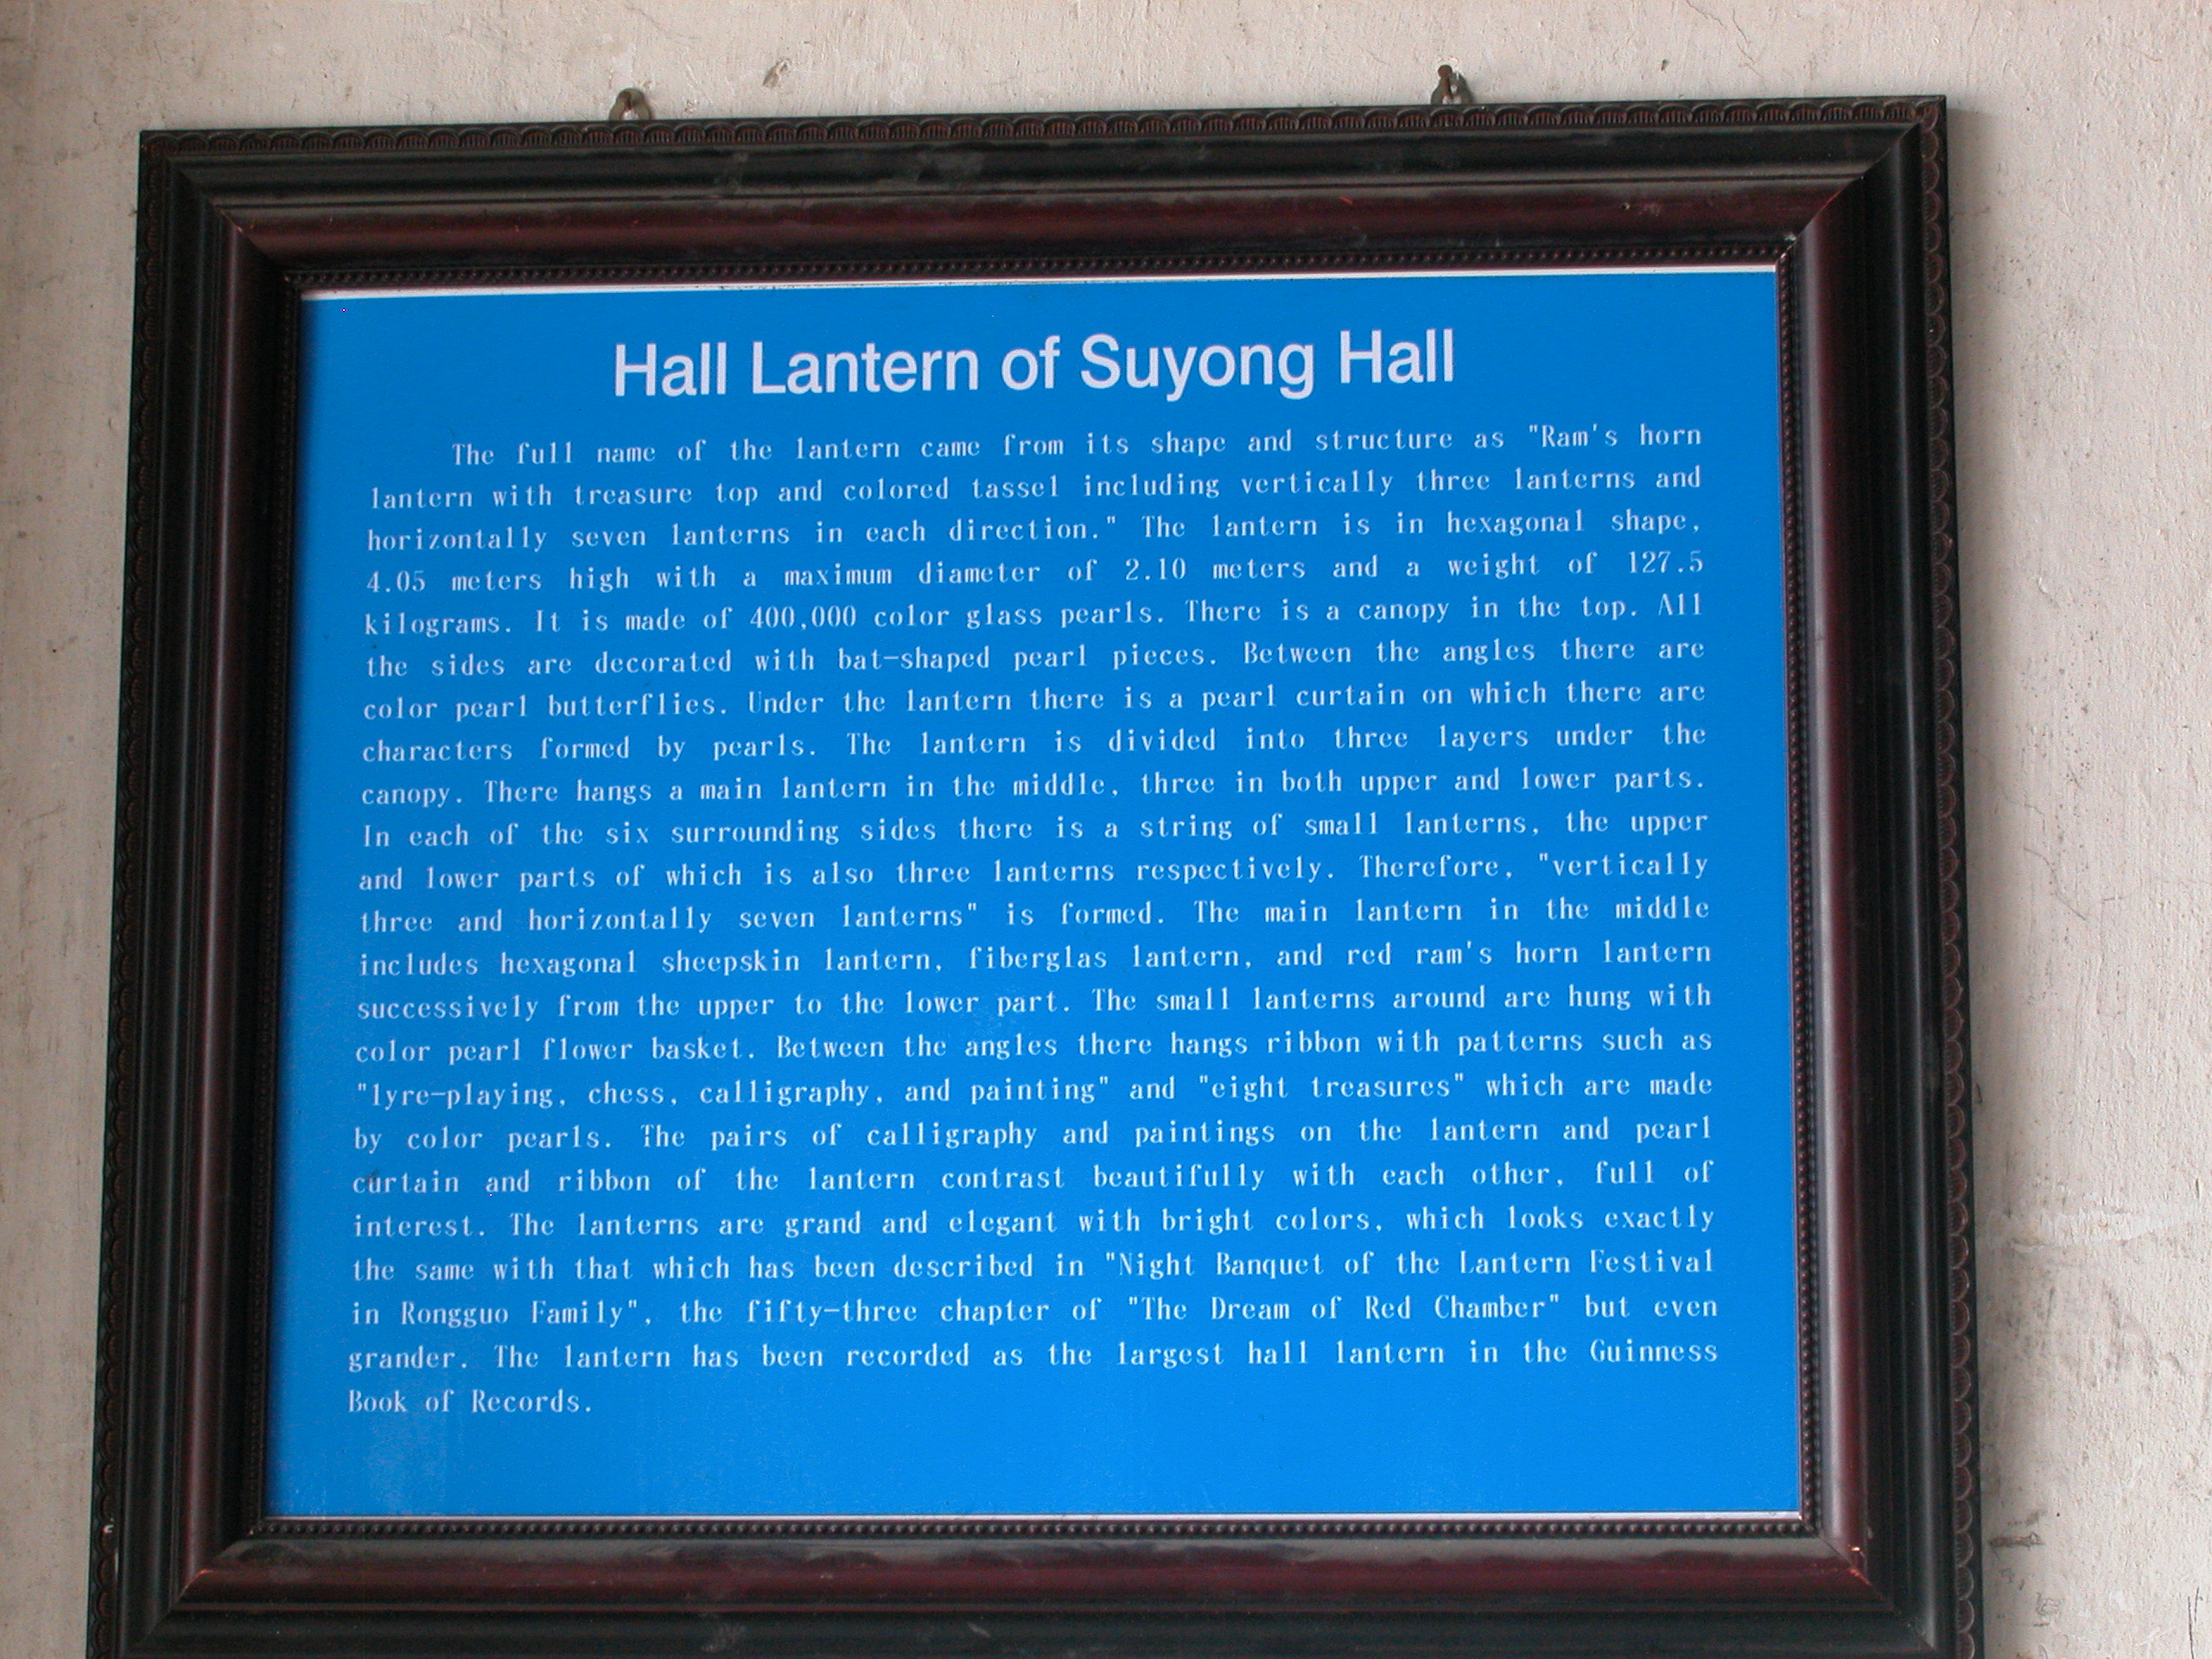 Hall Lantern of Suyong Hall
The full name of the lantern came from its shape and structure as "Ram's horn
lantern with treasure top and colored tassel including vertically three lanterns and
horizontally seven lanterns in each direction." The lantern is in hexagonal shape,
4.05 meters high with a maximum diameter of 2.10 meters and a weight of 127.5
kilograms. It is made of 400,000 color glass pearls. There is a canopy in the top. All
the sides are decorated with bat-shaped pearl pieces. Between the angles there are
color pearl butterflies. Under the lantern there is a pearl curtain on which there are
characters formed by pearls. The lantern is divided into three layers under the
canopy. There hangs a main lantern in the middle, three in both upper and lower parts.
In each of the six surrounding sides there is a string of small lanterns, the upper
and lower parts of which is also three lanterns respectively. Therefore, "vertically
three and horizontally seven lanterns" is formed. The main lantern in the middle
includes hexagonal sheepskin lantern, fiberglas lantern, and red ram's horn lantern
successively from the upper to the lower part. The small lanterns around are hung with
color pearl flower basket. Between the angles there hangs ribbon with patterns such as
"lyre-playing, chess, calligraphy, and painting" and "eight treasures" which are made
by color pearls. The pairs of calligraphy and paintings on the lantern and pearl
curtain and ribbon of the lantern contrast beautifully with each other, full of
interest. The lanterns are grand and elegant with bright colors, which looks exactly
the same with that which has been described in "Night Banquet of the Lantern Festival
in Rongguo Family", the fifty-three chapter of "The Dream of Red Chamber" but even
grander. The lantern has been recorded as the largest hall lantern in the Guinness
Book of Records.